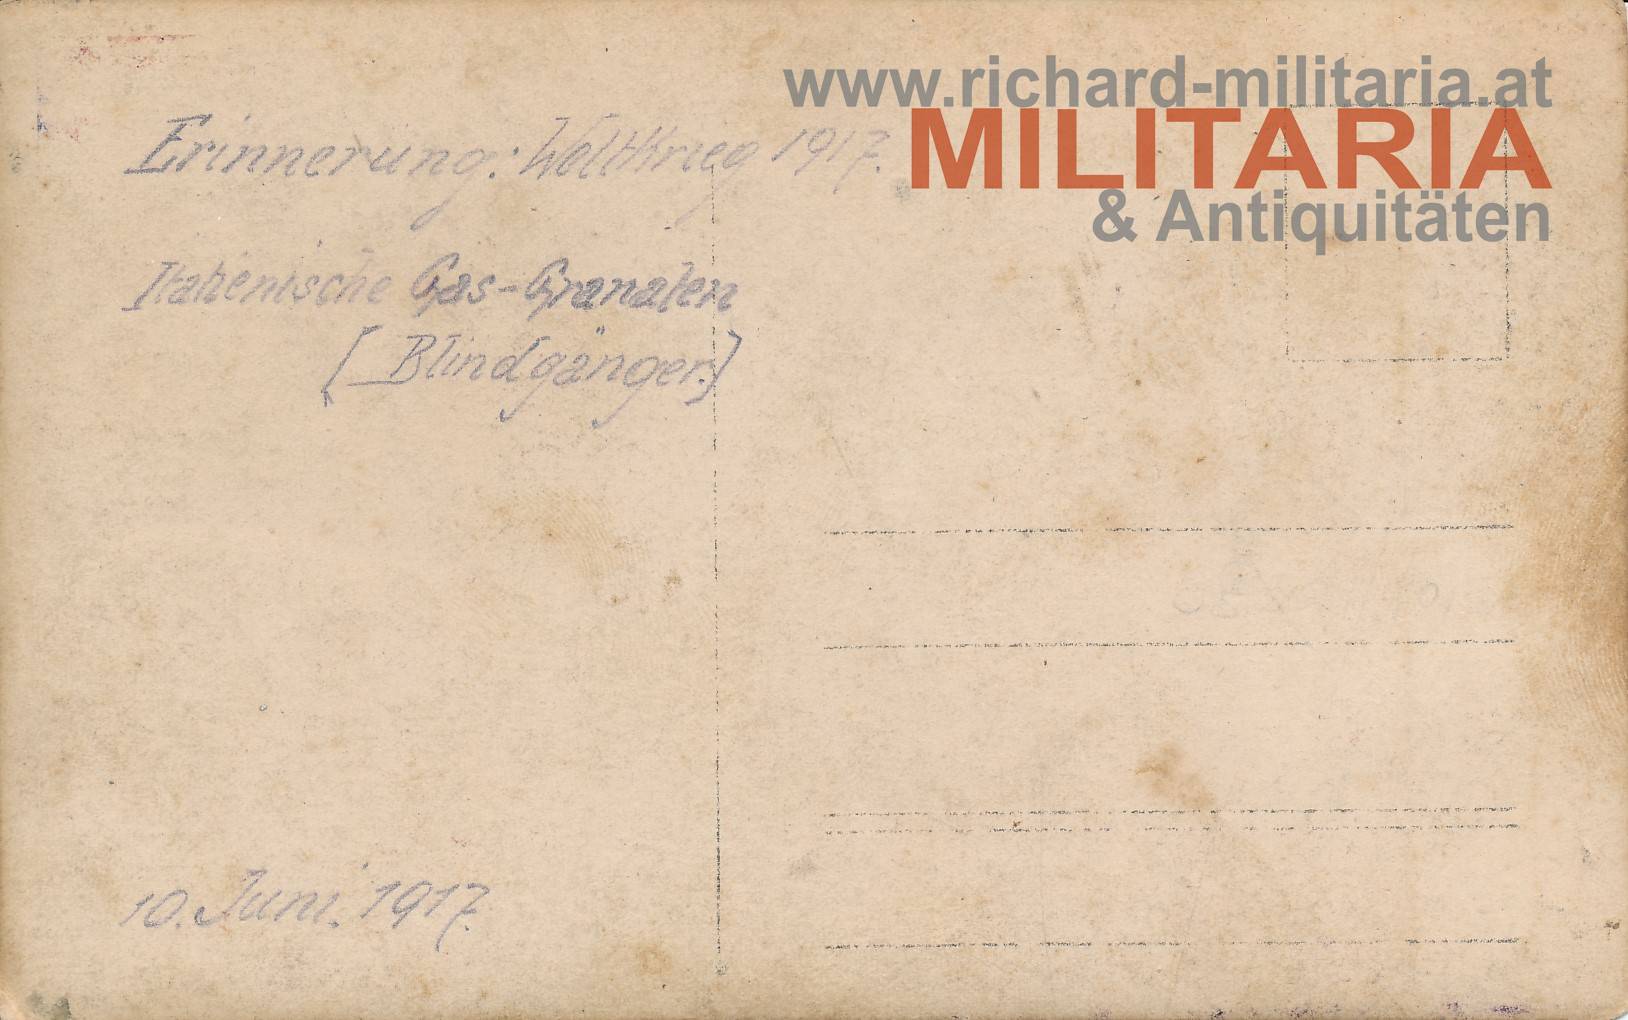 www.richard-militaria.at
MILITARIA
& Antiquitäten
Erinnerung: Weltkrieg 1917.
Italienische Gas-Granaten
(Blindgänger.)
10. Juni. 1917.